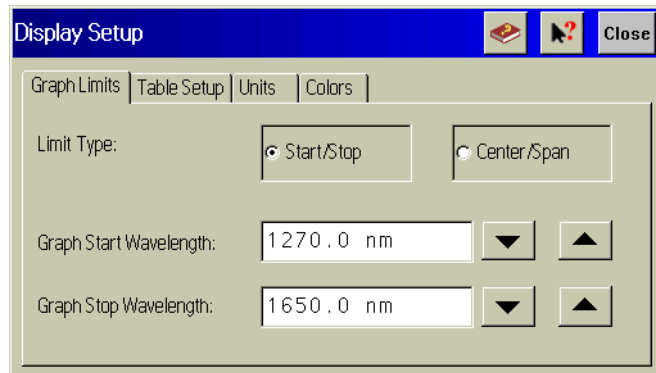 Display Setup ? Close
Graph Limits Table Setup Units Colors
Limit Type: Start/Stop Center/Span
Graph Start Wavelength: 1270.0 nm
Graph Stop Wavelength: 1650.0 nm